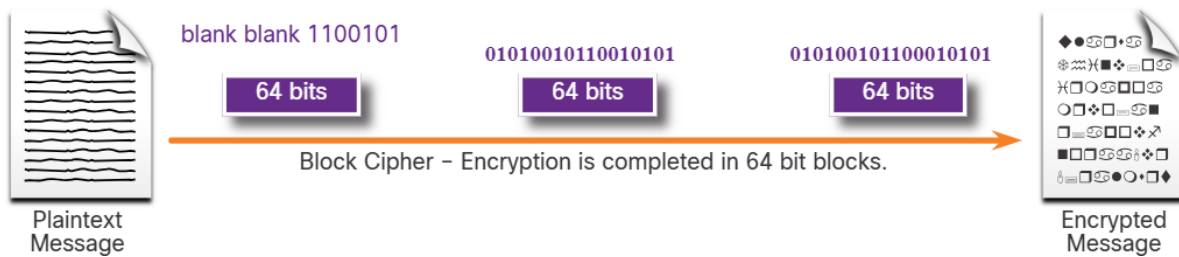 blank blank 1100101
01010010110010101
010100101100010101
64 bits
64 bits
64 bits
Block Cipher – Encryption is completed in 64 bit blocks.
Plaintext
Message
Encrypted
Message